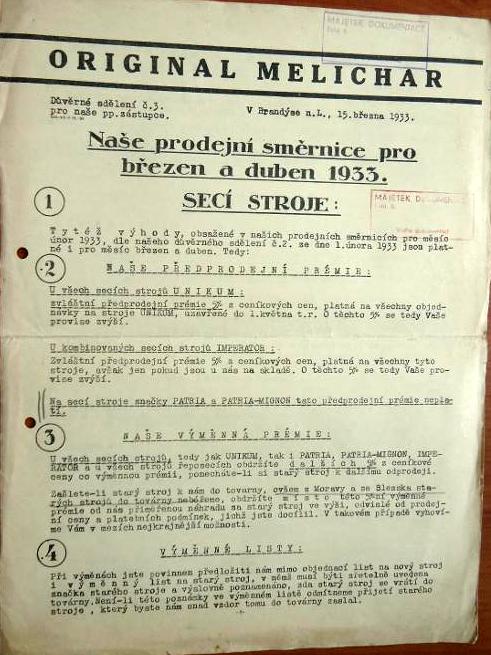 MAJETEK DOKUMENTACE
ORIGINAL MELICHAR
Důvěrné sdělení č.3.
pro naše pp.zástupce.
V Brandýse n.L., 15.března 1933.
Naše prodejní směrnice pro
březen a duben 1933.
1
SECÍ STROJE:
MAJETEK DOKUMEN
Tytéž výhody, obsažené v našich prodejních směrnicích pro měsíc
únor 1933, dle našeho důvěrného sdělení č.2. ze dne 1.února 1933 jsou plat-
né i pro měsíc březen a duben. Tedy:
2
NAŠE PŘEDPRODEJNÍ PRÉMIE:
U všech secích strojů UNIKUM:
zvláštní předprodejní prémie 5% z ceníkových cen, platná na všechny objed-
návky na stroje UNIKUM, uzavřené do 1.května t.r. O těchto 5% se tedy Vaše
provise zvýší.
U kombinovaných secích strojů IMPERATOR:
Zvláštní předprodejní prémie 5% z ceníkových cen, platná na všechny tyto
stroje, avšak jen pokud jsou u nás na skladě. O těchto 5% se tedy Vaše pro-
vise zvýší.
Na secí stroje značky PATRIA a PATRIA-MIGNON tato předprodejní prémie nepla-
tí.
3
NAŠE VÝMĚNNÁ PRÉMIE:
U všech secích strojů, tedy jak UNIKUM, tak i PATRIA, PATRIA-MIGNON, IMPE-
RATOR a u všech strojů řeposecích obdržíte dalších 5% z ceníkové
ceny co výměnnou prémii, ponecháte-li si starý stroj k dalšímu odprodeji.
Zašlete-li starý stroj k nám do továrny, ovšem z Moravy a se Slezska sta-
rých strojů do továrny nebéřeme, obdržíte místo této 5%ní výměnné
prémie od nás přiměřenou náhradu za starý stroj ve výši, odvislé od prodej-
ní ceny a platebních podmínek, jichž jste docílil. V takovém případě vyhoví-
me Vám v mezích nejkrajnější možnosti.
4
VÝMĚNNÉ LISTY:
Při výměnách jste povinnen předložiti nám mimo objednací list na nový stroj
i výměnný list na starý stroj, v němž musí býti zřetelně uvedena
značka starého stroje a výslovně poznamenáno, zda starý stroj se vrátí do
továrny.Není-li této poznámky ve výměnném listě odmítneme přijetí starého
stroje, který byste nám snad vzdor tomu do továrny zaslal.